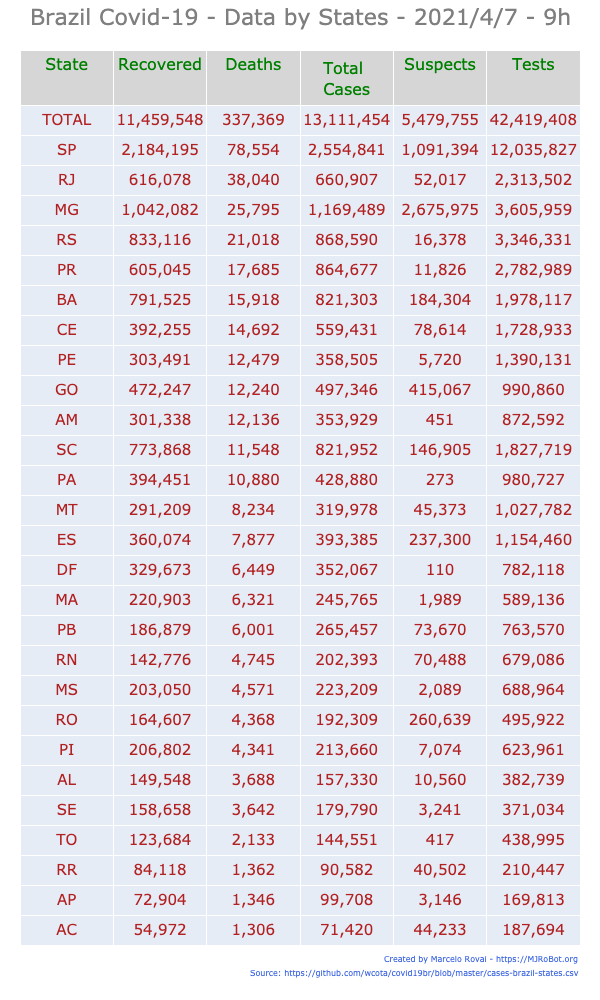 Brazil Covid-19 - Data by States - 2021/4/7 - 9h
State Recovered Deaths Total Cases Suspects Tests
TOTAL 11,459,548 337,369 13,111,454 5,479,755 42,419,408
SP 2,184,195 78,554 2,554,841 1,091,394 12,035,827
RJ 616,078 38,040 660,907 52,017 2,313,502
MG 1,042,082 25,795 1,169,489 2,675,975 3,605,959
RS 833,116 21,018 868,590 16,378 3,346,331
PR 605,045 17,685 864,677 11,826 2,782,989
BA 791,525 15,918 821,303 184,304 1,978,117
CE 392,255 14,692 559,431 78,614 1,728,933
PE 303,491 12,479 358,505 5,720 1,390,131
GO 472,247 12,240 497,346 415,067 990,860
AM 301,338 12,136 353,929 451 872,592
SC 773,868 11,548 821,952 146,905 1,827,719
PA 394,451 10,880 428,880 273 980,727
MT 291,209 8,234 319,978 45,373 1,027,782
ES 360,074 7,877 393,385 237,300 1,154,460
DF 329,673 6,449 352,067 110 782,118
MA 220,903 6,321 245,765 1,989 589,136
PB 186,879 6,001 265,457 73,670 763,570
RN 142,776 4,745 202,393 70,488 679,086
MS 203,050 4,571 223,209 2,089 688,964
RO 164,607 4,368 192,309 260,639 495,922
PI 206,802 4,341 213,660 7,074 623,961
AL 149,548 3,688 157,330 10,560 382,739
SE 158,658 3,642 179,790 3,241 371,034
TO 123,684 2,133 144,551 417 438,995
RR 84,118 1,362 90,582 40,502 210,447
AP 72,904 1,346 99,708 3,146 169,813
AC 54,972 1,306 71,420 44,233 187,694
Created by Marcelo Rovai - https://MJRoBot.org
Source: https://github.com/wcota/covid19br/blob/master/cases-brazil-states.csv